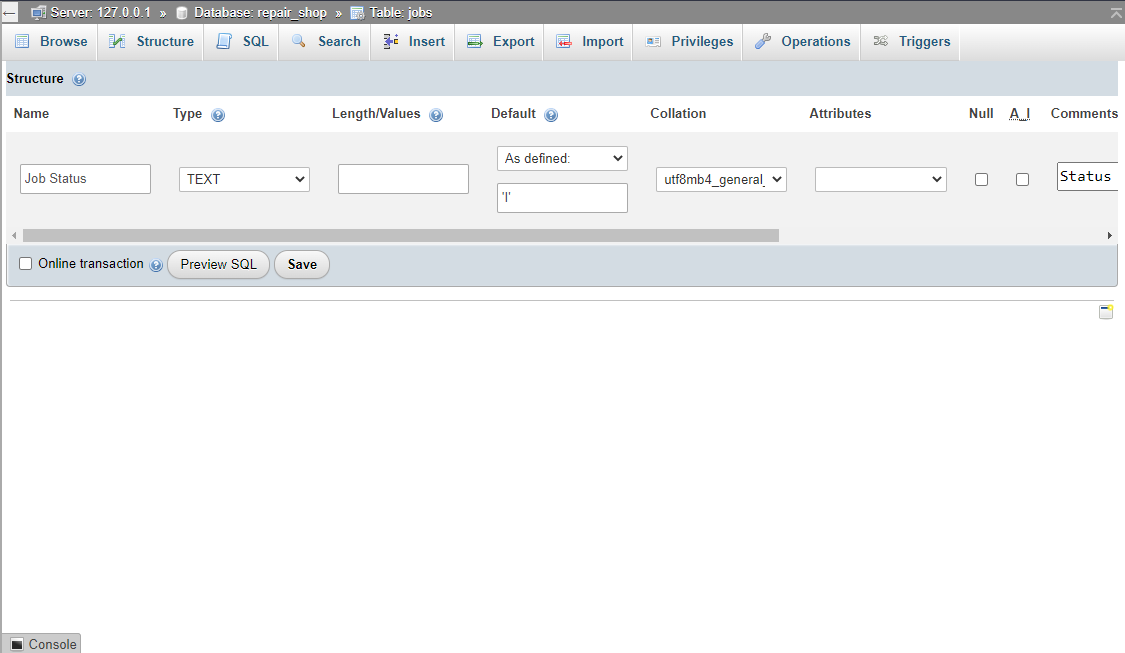 Server: 127.0.0.1 » Database: repair_shop » Table: jobs
Browse Structure SQL Search Insert Export Import Privileges Operations Triggers
Structure
Name Type Length/Values Default Collation Attributes Null A_I Comments
As defined:
Job Status TEXT utf8mb4_general_ Status
'I'
Online transaction Preview SQL Save
Console